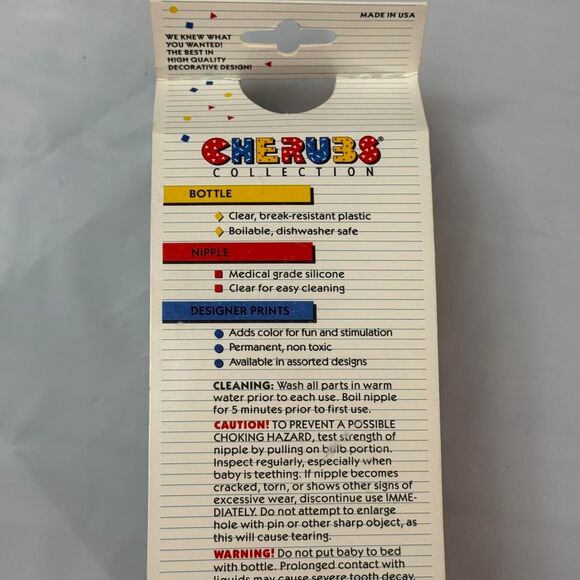 MADE IN USA
WE KNEW WHAT
YOU WANTED!
THE BEST IN
HIGH QUALITY
DECORATIVE DESIGN!
CHERUBS®
COLLECTION
BOTTLE
Clear, break-resistant plastic
Boilable, dishwasher safe
NIPPLE
Medical grade silicone
Clear for easy cleaning
DESIGNER PRINTS
Adds color for fun and stimulation
Permanent, non toxic
Available in assorted designs
CLEANING: Wash all parts in warm
water prior to each use. Boil nipple
for 5 minutes prior to first use.
CAUTION! TO PREVENT A POSSIBLE
CHOKING HAZARD, test strength of
nipple by pulling on bulb portion.
Inspect regularly, especially when
baby is teething. If nipple becomes
cracked, torn, or shows other signs of
excessive wear, discontinue use IMME-
DIATELY. Do not attempt to enlarge
hole with pin or other sharp object, as
this will cause tearing.
WARNING! Do not put baby to bed
with bottle. Prolonged contact with
liquids may cause severe tooth decay.